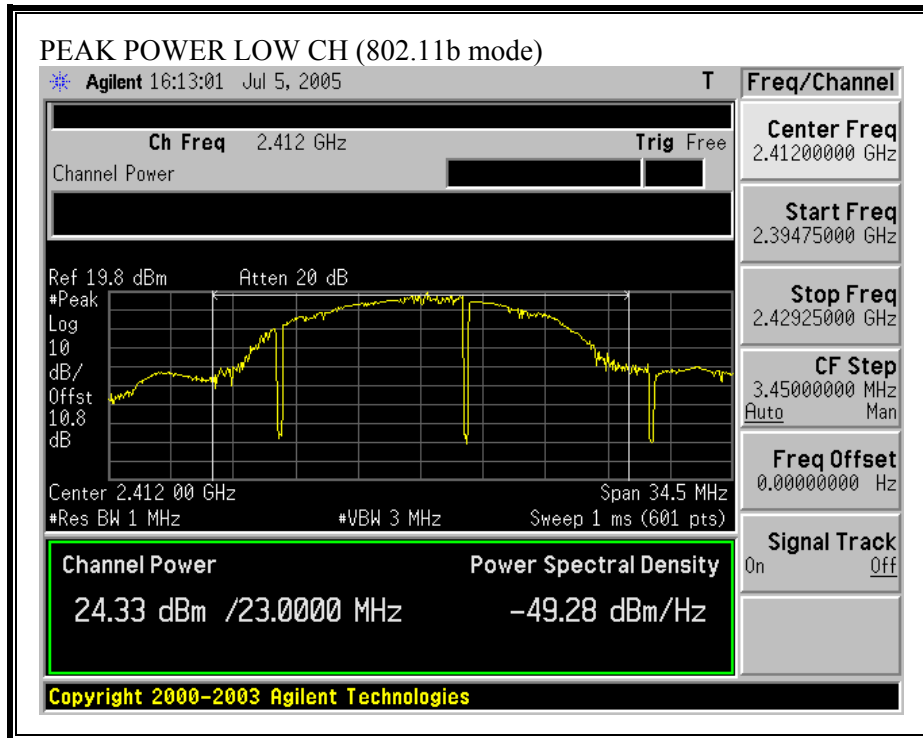 PEAK POWER LOW CH (802.11b mode)
Agilent 16:13:01 Jul 5, 2005 T
Freq/Channel
Ch Freq 2.412 GHz Trig Free
Channel Power
Center Freq
2.41200000 GHz
Start Freq
2.39475000 GHz
Stop Freq
2.42925000 GHz
CF Step
3.45000000 MHz
Auto Man
Freq Offset
0.00000000 Hz
Signal Track
On Off
Ref 19.8 dBm Atten 20 dB
#Peak
Log
10
dB/
Offst
10.8
dB
Center 2.412 00 GHz Span 34.5 MHz
#Res BW 1 MHz #VBW 3 MHz Sweep 1 ms (601 pts)
Channel Power Power Spectral Density
24.33 dBm /23.0000 MHz -49.28 dBm/Hz
Copyright 2000-2003 Agilent Technologies